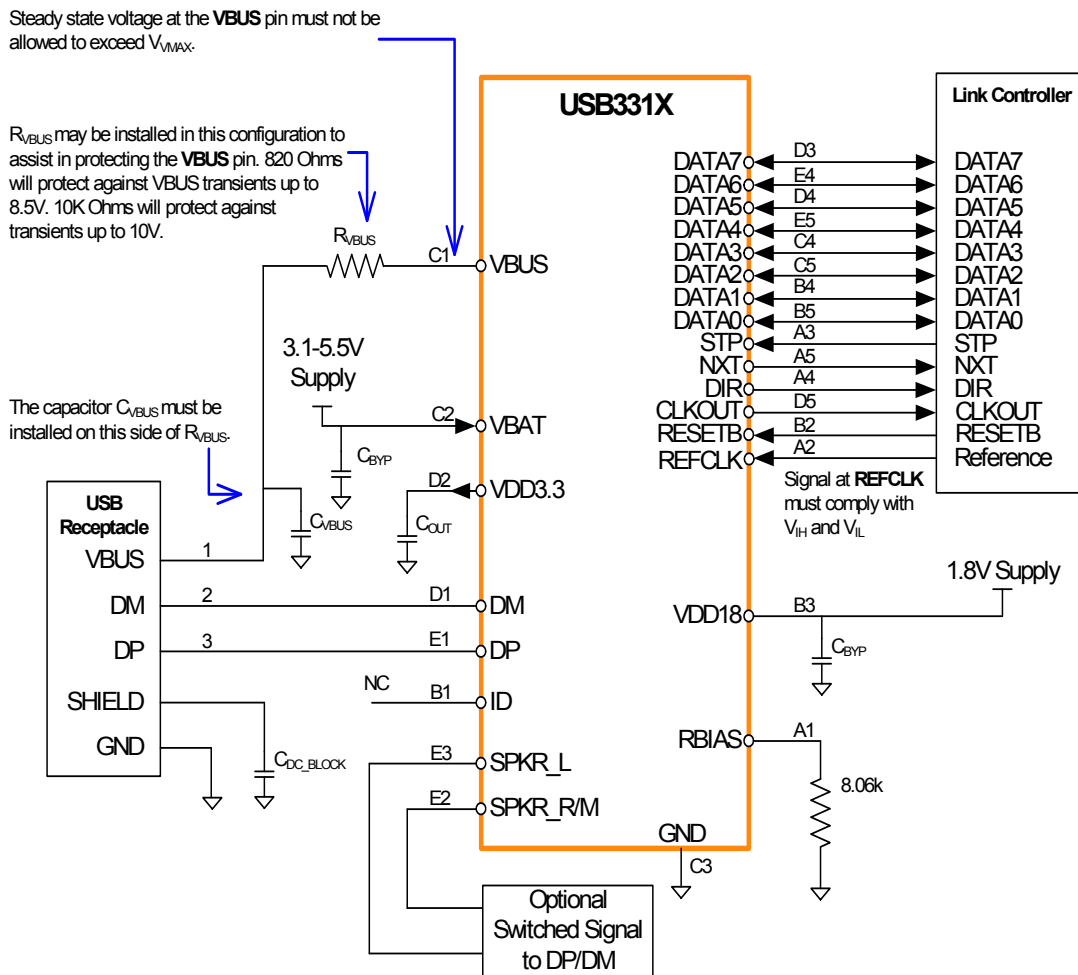 Steady state voltage at the VBUS pin must not be
allowed to exceed VVMAX.
RVBUS may be installed in this configuration to
assist in protecting the VBUS pin. 820 Ohms
will protect against VBUS transients up to
8.5V. 10K Ohms will protect against
transients up to 10V.
The capacitor CVBUS must be
installed on this side of RVBUS.
USB331X
Link Controller
RVBUS
C1
VBUS
3.1-5.5V
Supply
C2
VBAT
CBYP
D2
VDD3.3
COUT
CVBUS
USB
Receptacle
VBUS
1
DM
2
D1
DM
DP
3
E1
DP
SHIELD
GND
CDC_BLOCK
NC
B1
ID
E3
SPKR_L
E2
SPKR_R/M
DATA7
D3
DATA7
DATA6
E4
DATA6
DATA5
D4
DATA5
DATA4
E5
DATA4
DATA3
C4
DATA3
DATA2
C5
DATA2
DATA1
B4
DATA1
DATA0
B5
DATA0
STP
A3
STP
NXT
A5
NXT
DIR
A4
DIR
CLKOUT
D5
CLKOUT
RESETB
B2
RESETB
REFCLK
A2
Reference
Signal at REFCLK
must comply with
VIH and VIL
1.8V Supply
VDD18
B3
CBYP
RBIAS
A1
8.06k
GND
C3
Optional
Switched Signal
to DP/DM